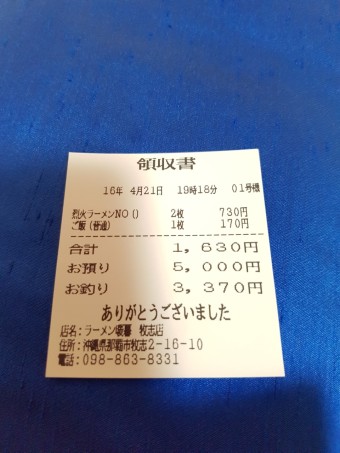 領収書
16年 4月21日 19時18分 01号機
烈火ラーメンNO() 2枚 730円
ご飯(普通) 1枚 170円
合計 1,630円
お預り 5,000円
お釣り 3,370円
ありがとうございました
店名:ラーメン 牧志店
住所:沖縄県那覇市牧志2-16-10
電話:098-863-8331